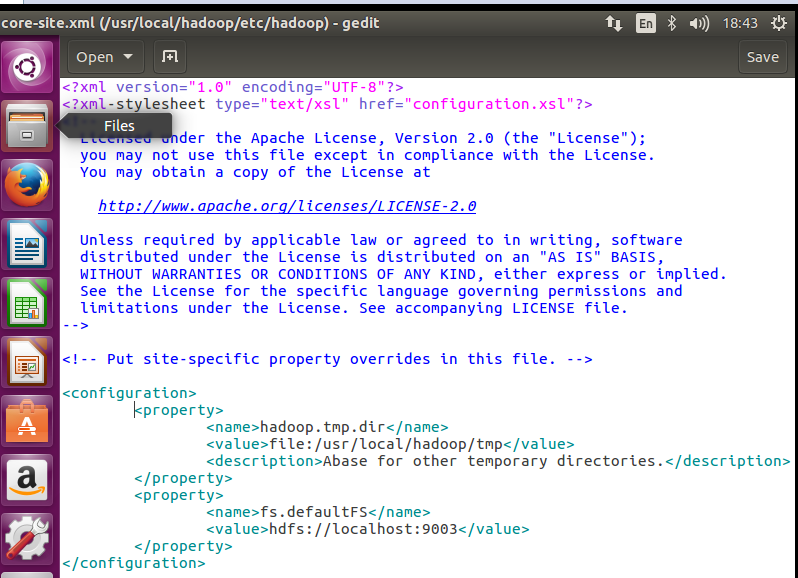 core-site.xml (/usr/local/hadoop/etc/hadoop) - gedit
En
18:43
Open
Save
Files
<?xml version="1.0" encoding="UTF-8"?>
<?xml-stylesheet type="text/xsl" href="configuration.xsl"?>
<!--
Licensed under the Apache License, Version 2.0 (the "License");
you may not use this file except in compliance with the License.
You may obtain a copy of the License at
http://www.apache.org/licenses/LICENSE-2.0
Unless required by applicable law or agreed to in writing, software
distributed under the License is distributed on an "AS IS" BASIS,
WITHOUT WARRANTIES OR CONDITIONS OF ANY KIND, either express or implied.
See the License for the specific language governing permissions and
limitations under the License. See accompanying LICENSE file.
-->
<!-- Put site-specific property overrides in this file. -->
<configuration>
<property>
<name>hadoop.tmp.dir</name>
<value>file:/usr/local/hadoop/tmp</value>
<description>Abase for other temporary directories.</description>
</property>
<property>
<name>fs.defaultFS</name>
<value>hdfs://localhost:9003</value>
</property>
</configuration>